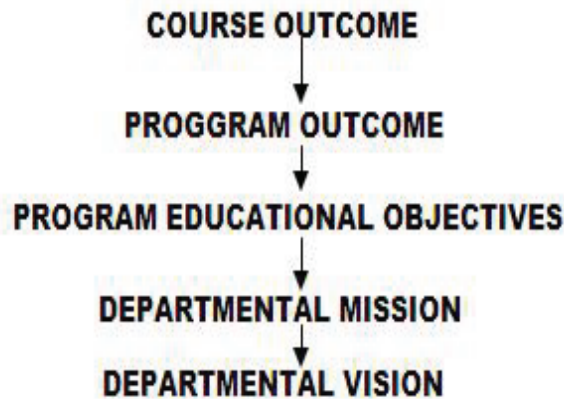 COURSE OUTCOME
PROGGRAM OUTCOME
PROGRAM EDUCATIONAL OBJECTIVES
DEPARTMENTAL MISSION
DEPARTMENTAL VISION